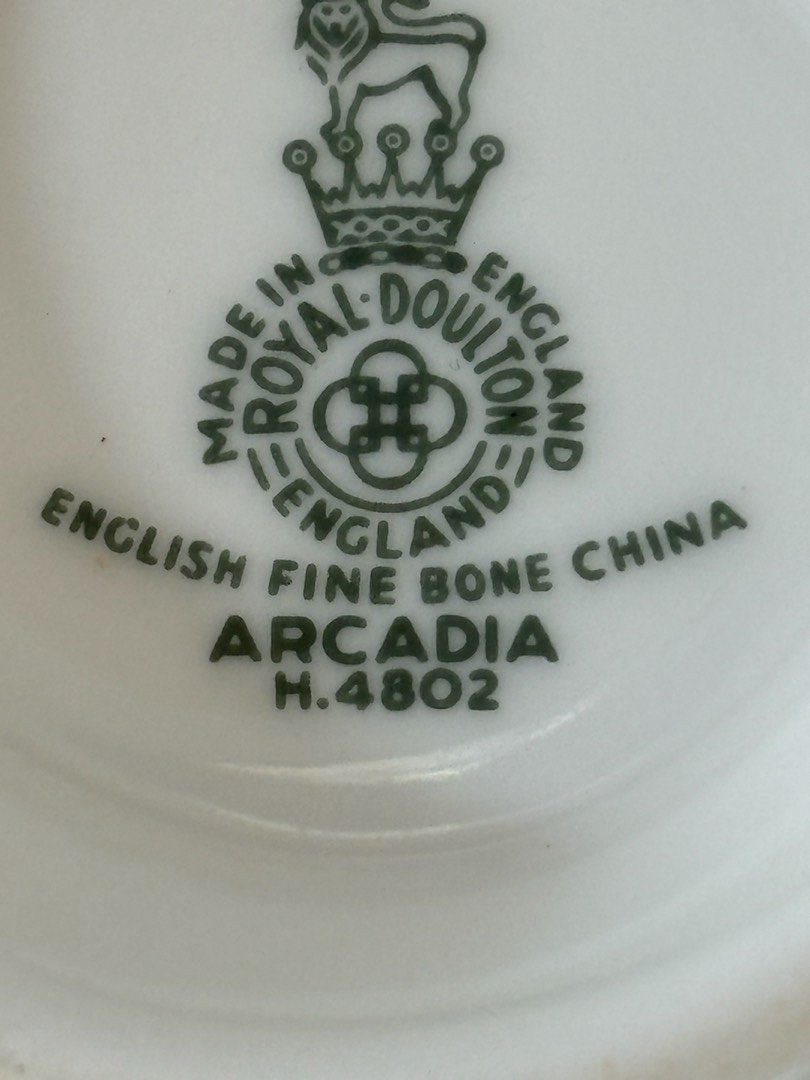 MADE IN ENGLAND
ROYAL·DOULTON
ENGLAND
ENGLISH FINE BONE CHINA
ARCADIA
H.4802